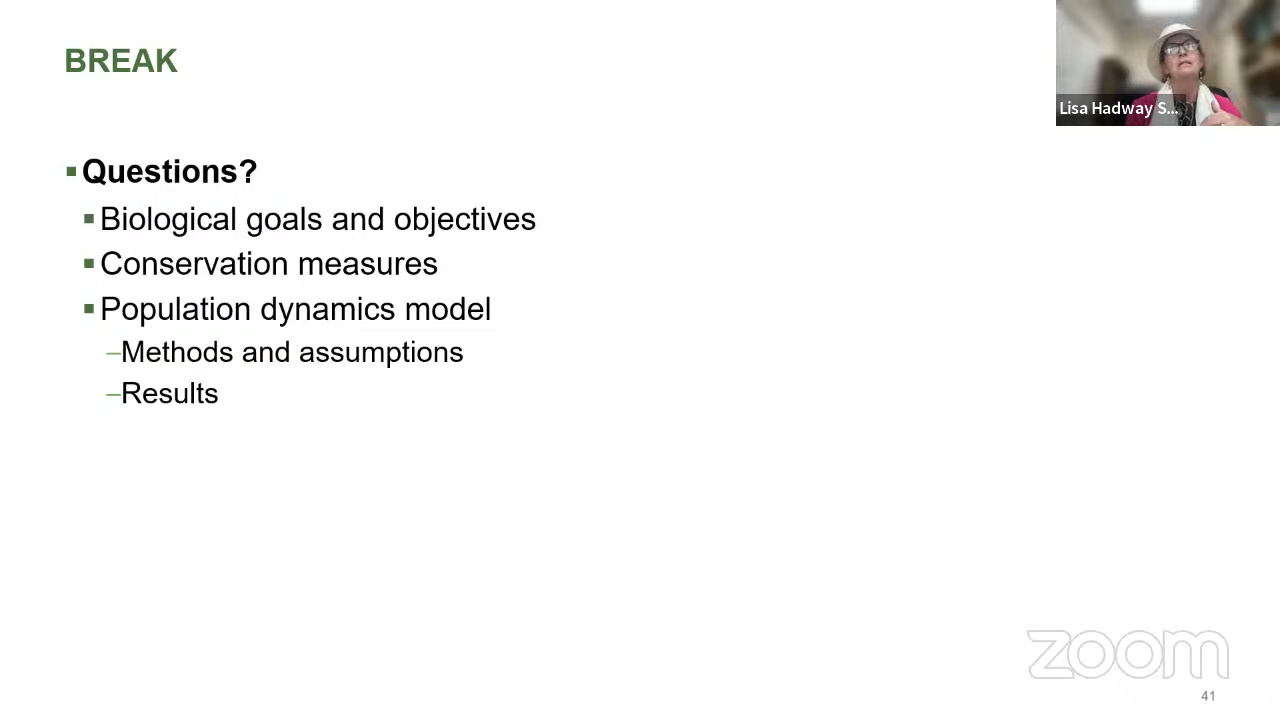 BREAK
Lisa Hadway S...
Questions?
Biological goals and objectives
Conservation measures
Population dynamics model
–Methods and assumptions
–Results
zoom
41